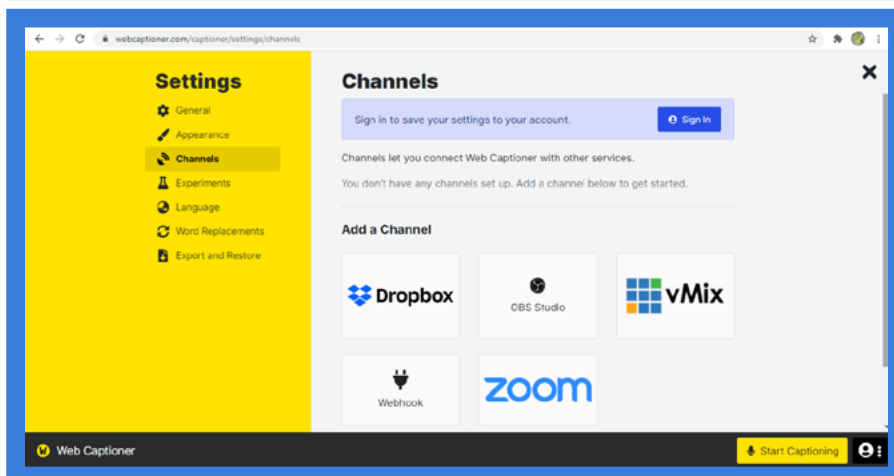 webcaptioner.com/captioner/settings/channels
Settings
General
Appearance
Channels
Experiments
Language
Word Replacements
Export and Restore
Channels
Sign in to save your settings to your account.
Sign In
Channels let you connect Web Captioner with other services.
You don't have any channels set up. Add a channel below to get started.
Add a Channel
Dropbox
OBS Studio
vMix
Webhook
zoom
Web Captioner
Start Captioning